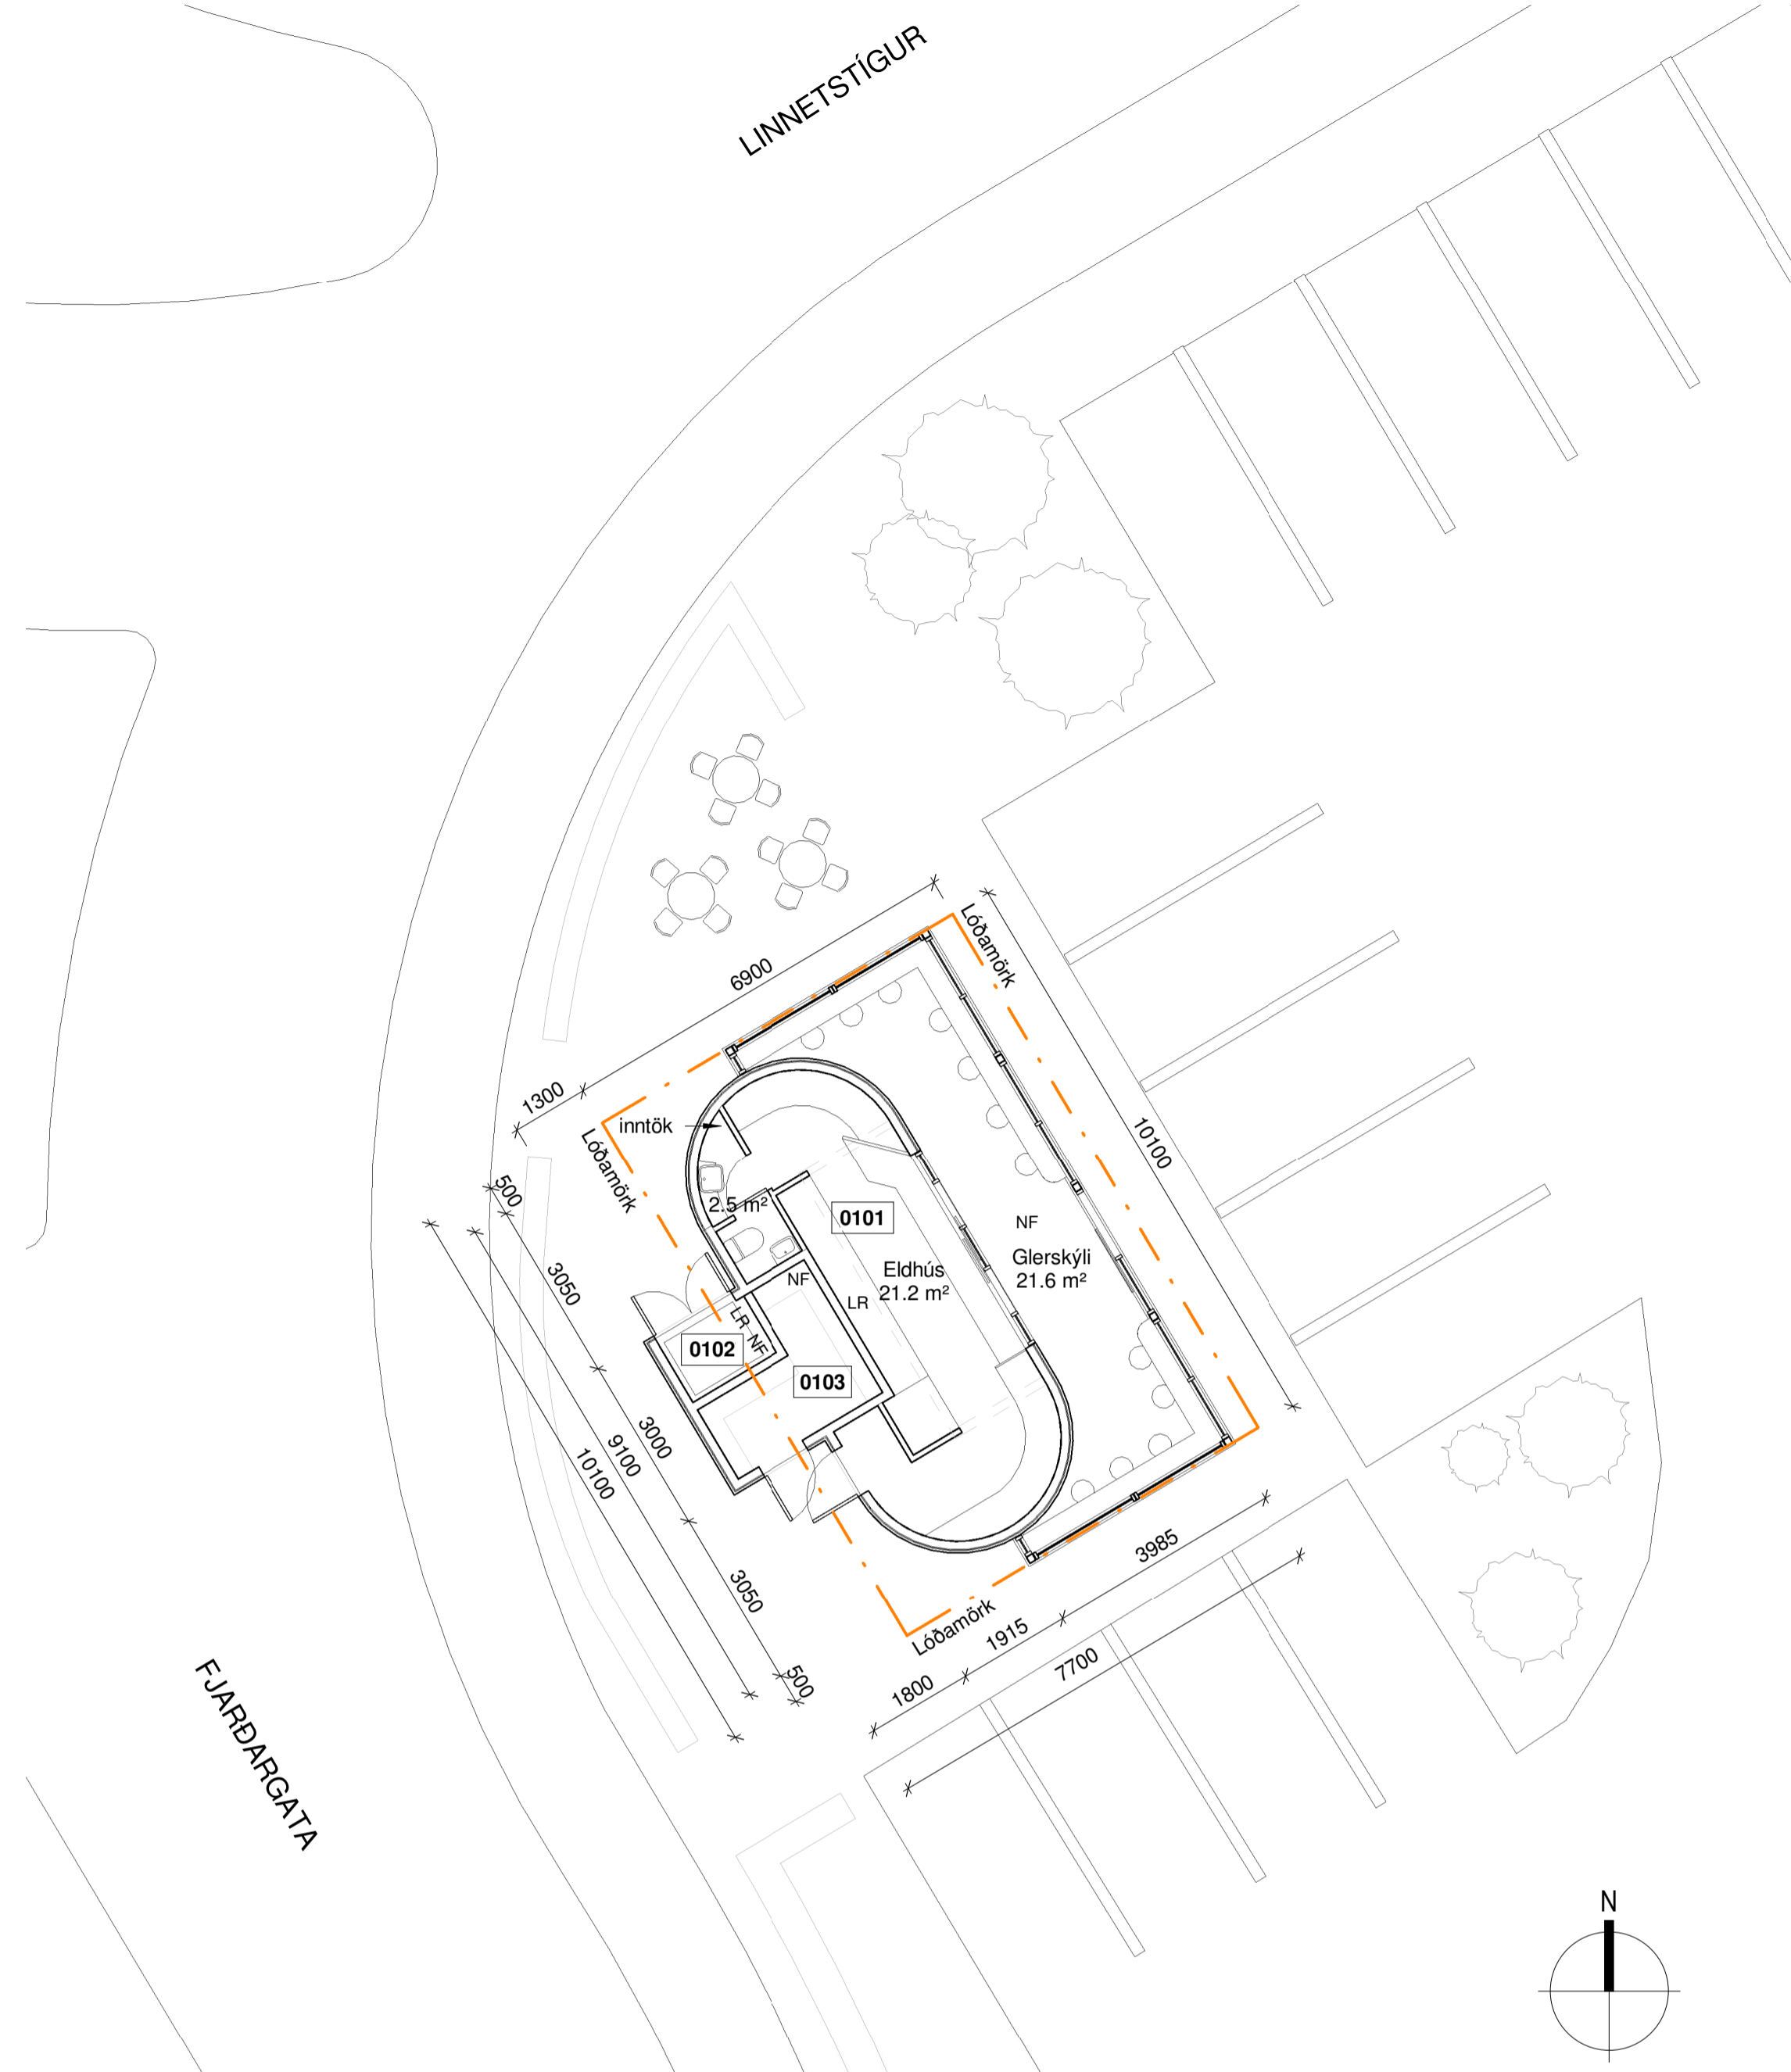 LINNETSTÍGUR
Lóðamörk
6900
1300
inntök
Lóðamörk
10100
500
2.5 m²
0101
NF
Glerskýli
21.6 m²
Eldhús
21.2 m²
NF
LR
3050
LR
NF
0102
0103
3000
9100
10100
3985
3050
Lóðamörk
1915
7700
500
1800
FJARÐARGATA
N